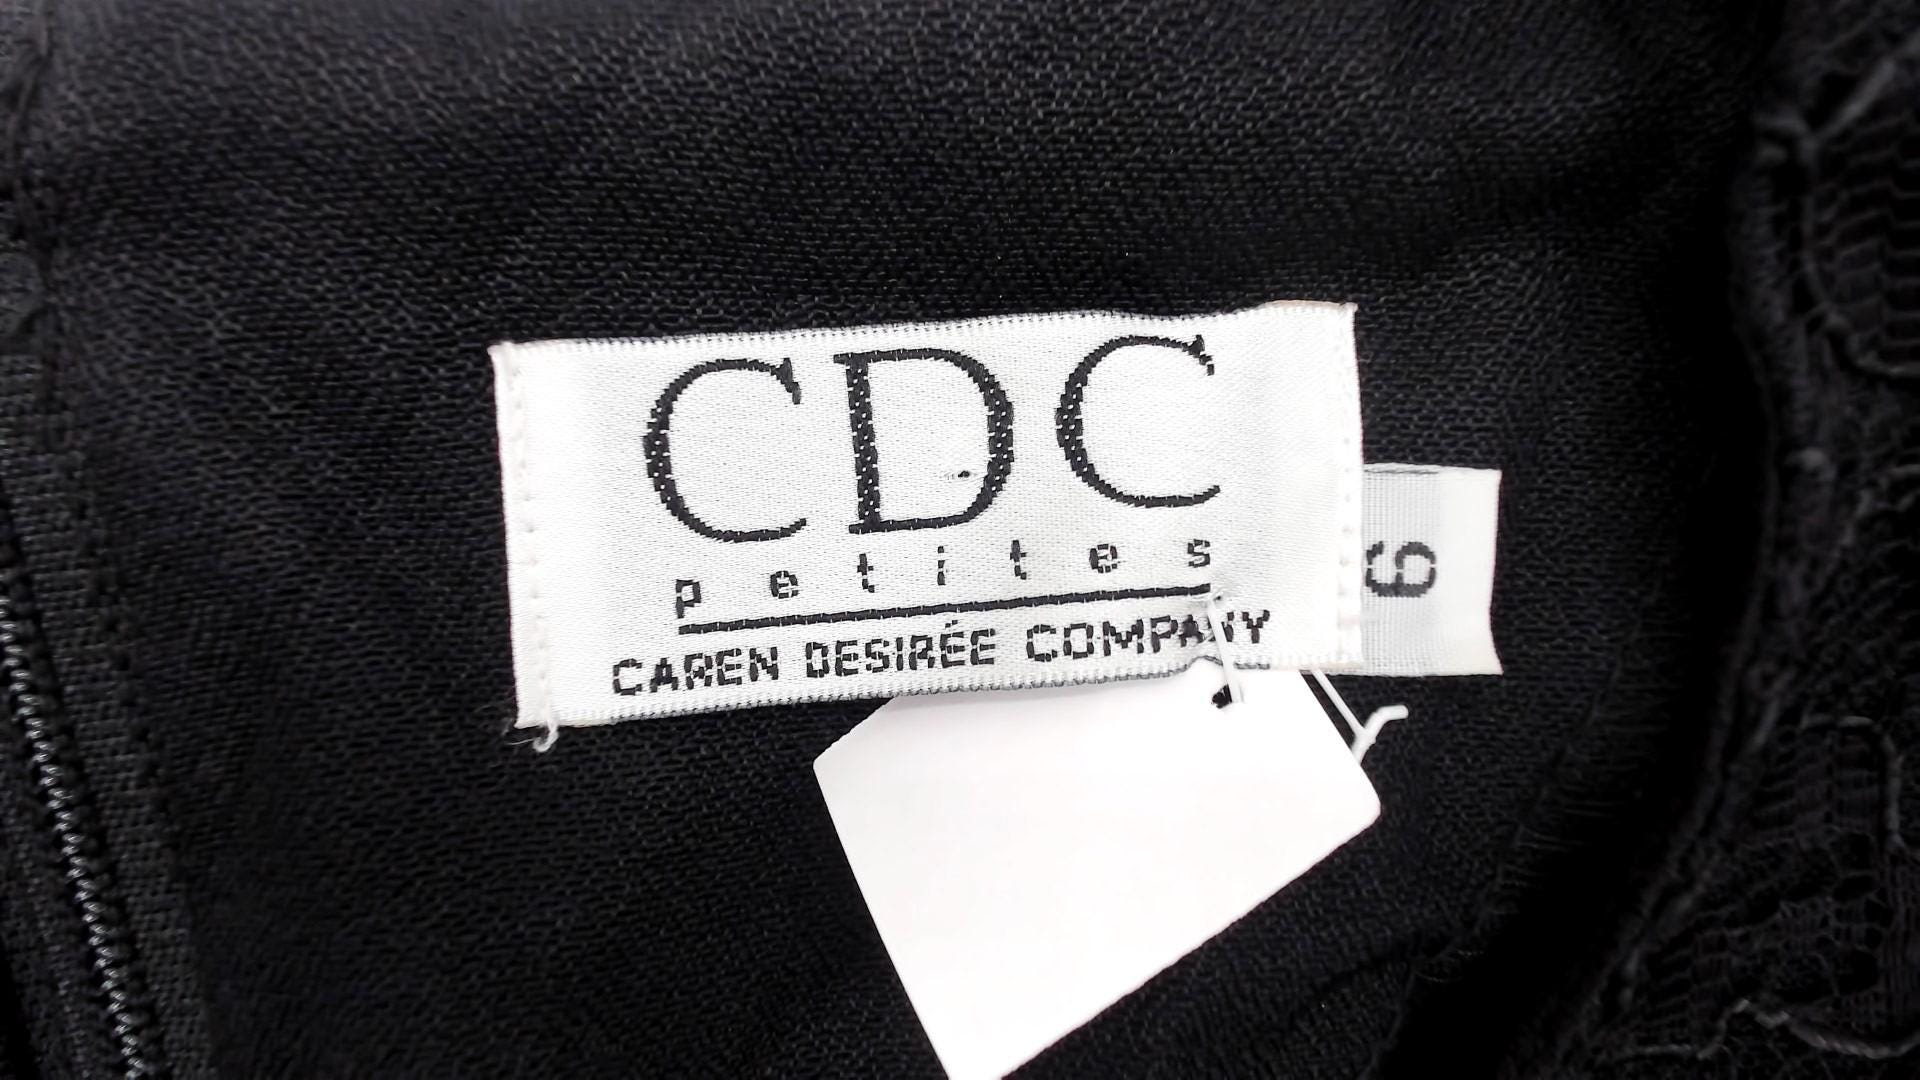 CDC
petites
CAREN DESIRÉE COMPANY
6